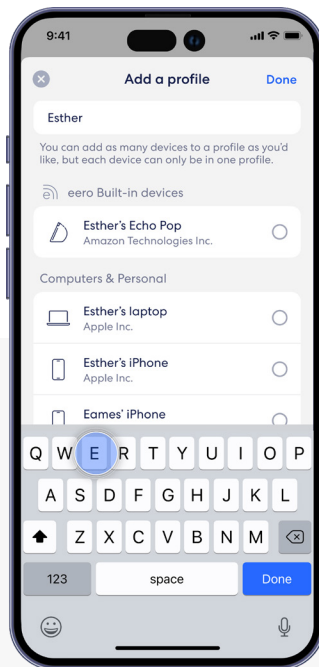 9:41
Add a profile
Done
Esther
You can add as many devices to a profile as you'd
like, but each device can only be in one profile.
eero Built-in devices
Esther's Echo Pop
Amazon Technologies Inc.
Computers & Personal
Esther's laptop
Apple Inc.
Esther's iPhone
Apple Inc.
Eames' iPhone
Q W E R T Y U I O P
A S D F G H J K L
Z X C V B N M
123 space Done